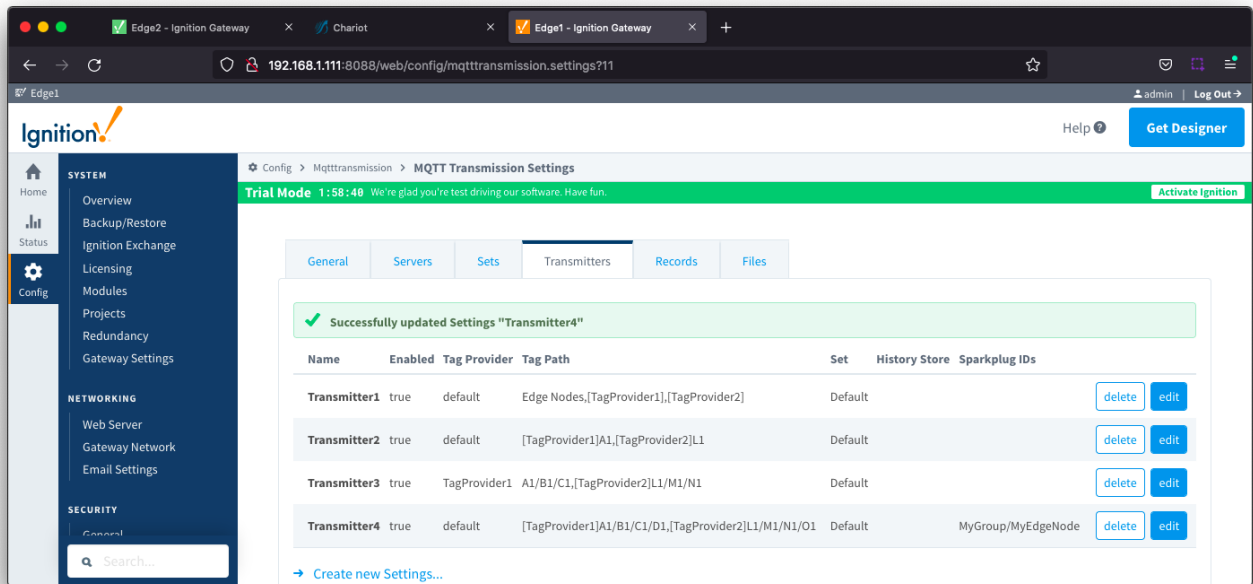 Edge2 - Ignition Gateway
Chariot
Edge1 - Ignition Gateway
192.168.1.111:8088/web/config/mqtttransmission.settings?11
Edge1
admin | Log Out
Ignition!
Help
Get Designer
Home
Status
Config
SYSTEM
Overview
Backup/Restore
Ignition Exchange
Licensing
Modules
Projects
Redundancy
Gateway Settings
NETWORKING
Web Server
Gateway Network
Email Settings
SECURITY
General
Search...
Config > Mqtttransmission > MQTT Transmission Settings
Trial Mode 1:58:40 We're glad you're test driving our software. Have fun.
Activate Ignition
General Servers Sets Transmitters Records Files
Successfully updated Settings "Transmitter4"
Name Enabled Tag Provider Tag Path Set History Store Sparkplug IDs
Transmitter1 true default Edge Nodes,[TagProvider1],[TagProvider2] Default delete edit
Transmitter2 true default [TagProvider1]A1,[TagProvider2]L1 Default delete edit
Transmitter3 true TagProvider1 A1/B1/C1,[TagProvider2]L1/M1/N1 Default delete edit
Transmitter4 true [TagProvider1]A1/B1/C1/D1,[TagProvider2]L1/M1/N1/O1 Default MyGroup/MyEdgeNode delete edit
Create new Settings...